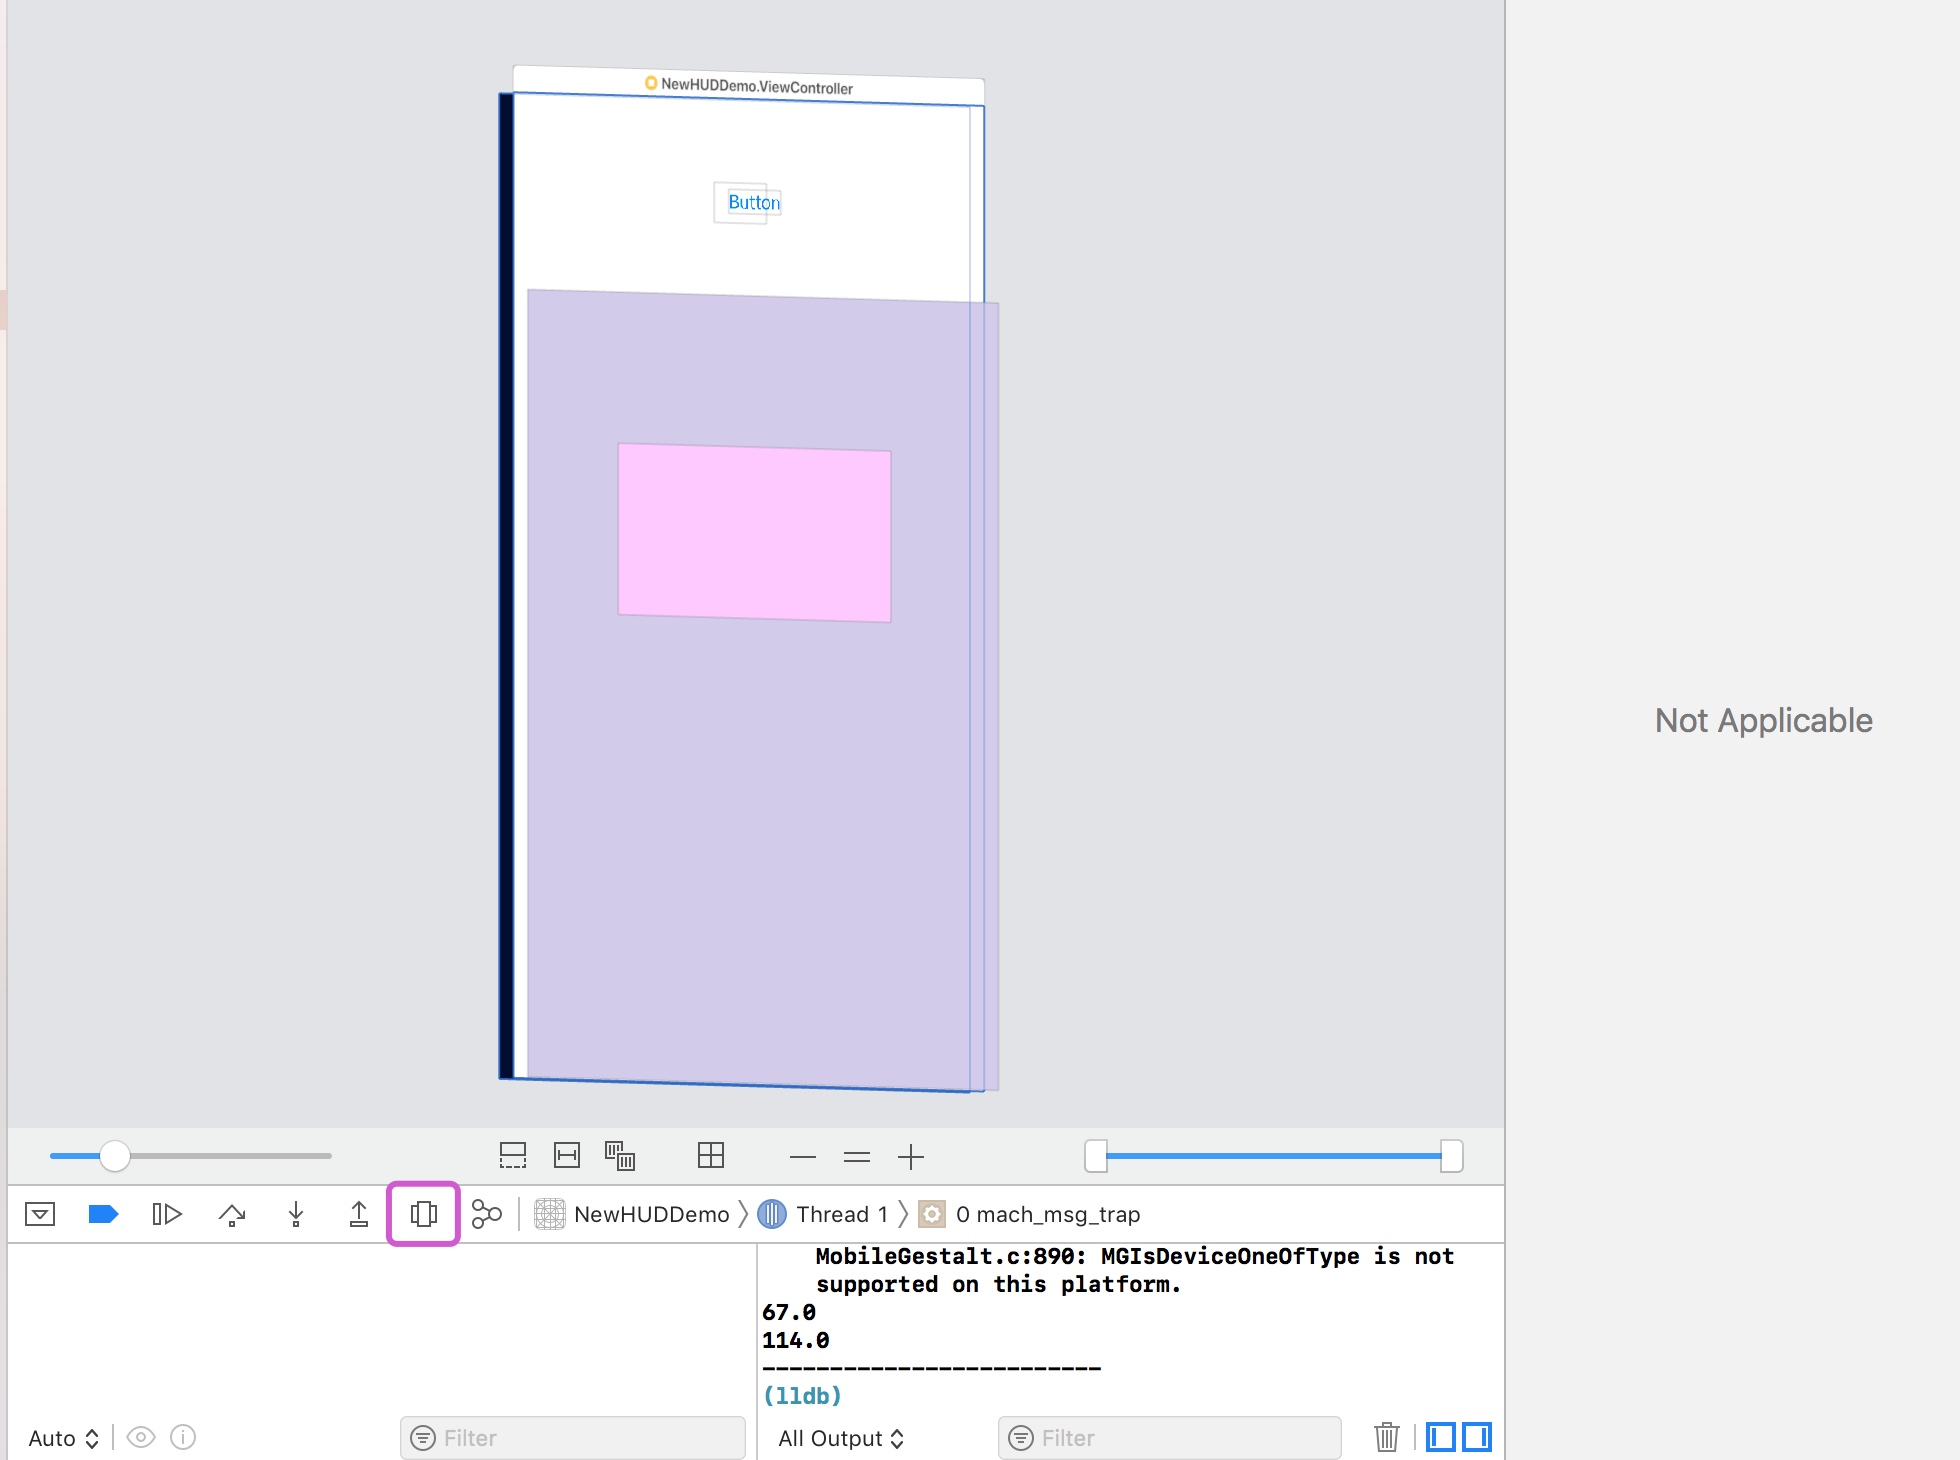 NewHUDDemo.ViewController
Button
Not Applicable
NewHUDDemo Thread 1 0 mach_msg_trap
MobileGestalt.c:890: MGIsDeviceOneOfType is not
supported on this platform.
67.0
114.0
-------------------------
(lldb)
Auto Filter All Output Filter